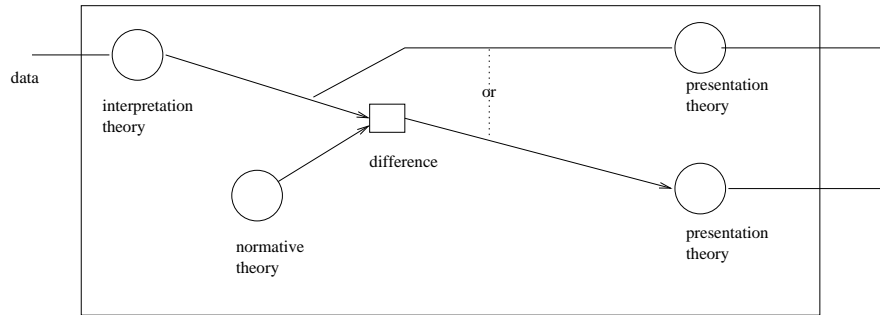 data
interpretation
theory
or
presentation
theory
difference
normative
theory
presentation
theory